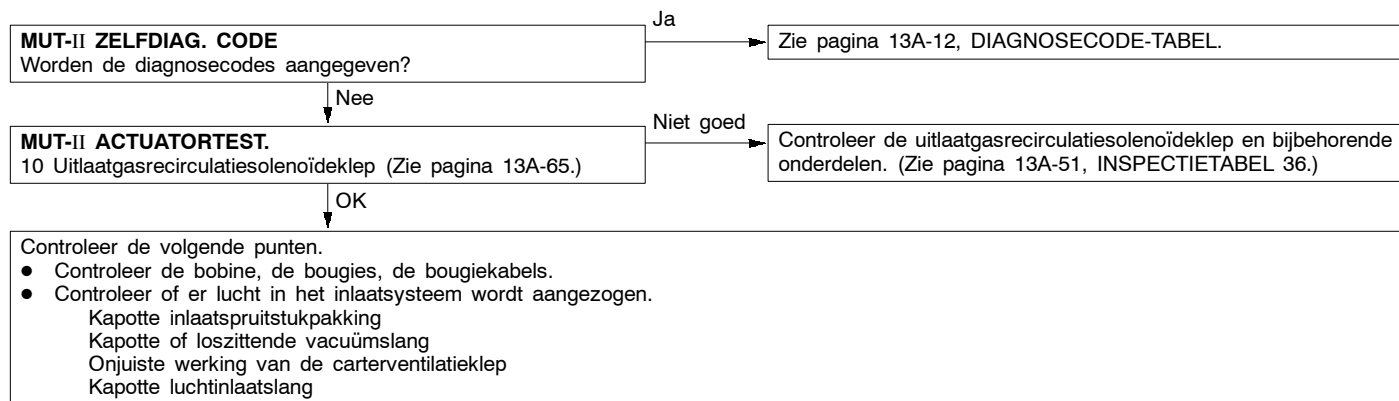 MUT-II ZELFDIAG. CODE
Worden de diagnosecodes aangegeven?
Ja
Zie pagina 13A-12, DIAGNOSECODE-TABEL.
Nee
MUT-II ACTUATORTEST.
10 Uitlaatgasrecirculatiesolenoïdeklep (Zie pagina 13A-65.)
Niet goed
Controleer de uitlaatgasrecirculatiesolenoïdeklep en bijbehorende
onderdelen. (Zie pagina 13A-51, INSPECTIETABEL 36.)
OK
Controleer de volgende punten.
● Controleer de bobine, de bougies, de bougiekabels.
● Controleer of er lucht in het inlaatsysteem wordt aangezogen.
Kapotte inlaatspruitstukpakking
Kapotte of loszittende vacuümslang
Onjuiste werking van de carterventilatieklep
Kapotte luchtinlaatslang